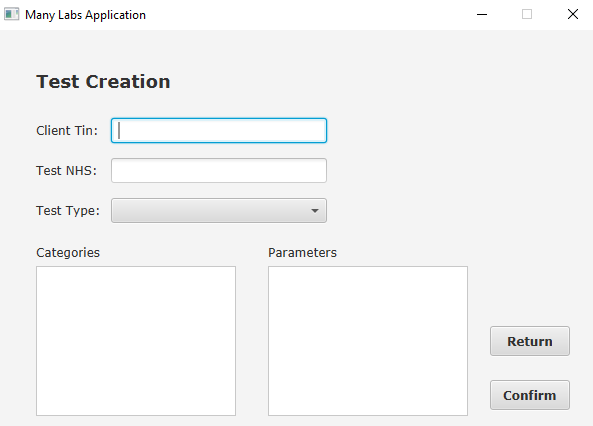 Many Labs Application
Test Creation
Client Tin:
Test NHS:
Test Type:
Categories
Parameters
Return
Confirm